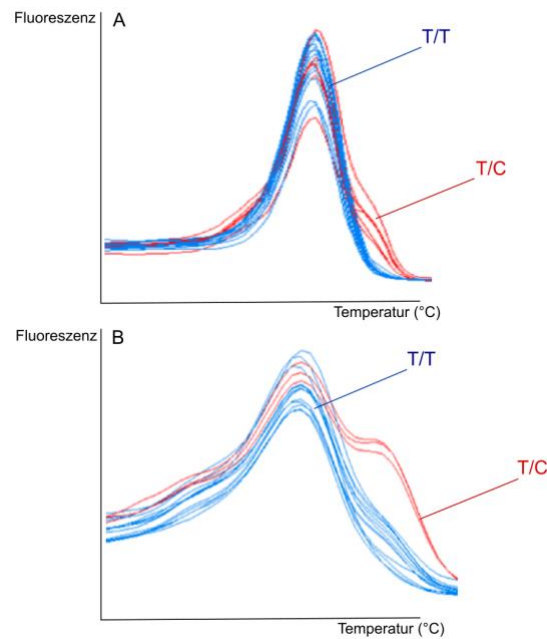 Fluoreszenz
A
T/T
T/C
Temperatur (°C)
Fluoreszenz
B
T/T
T/C
Temperatur (°C)